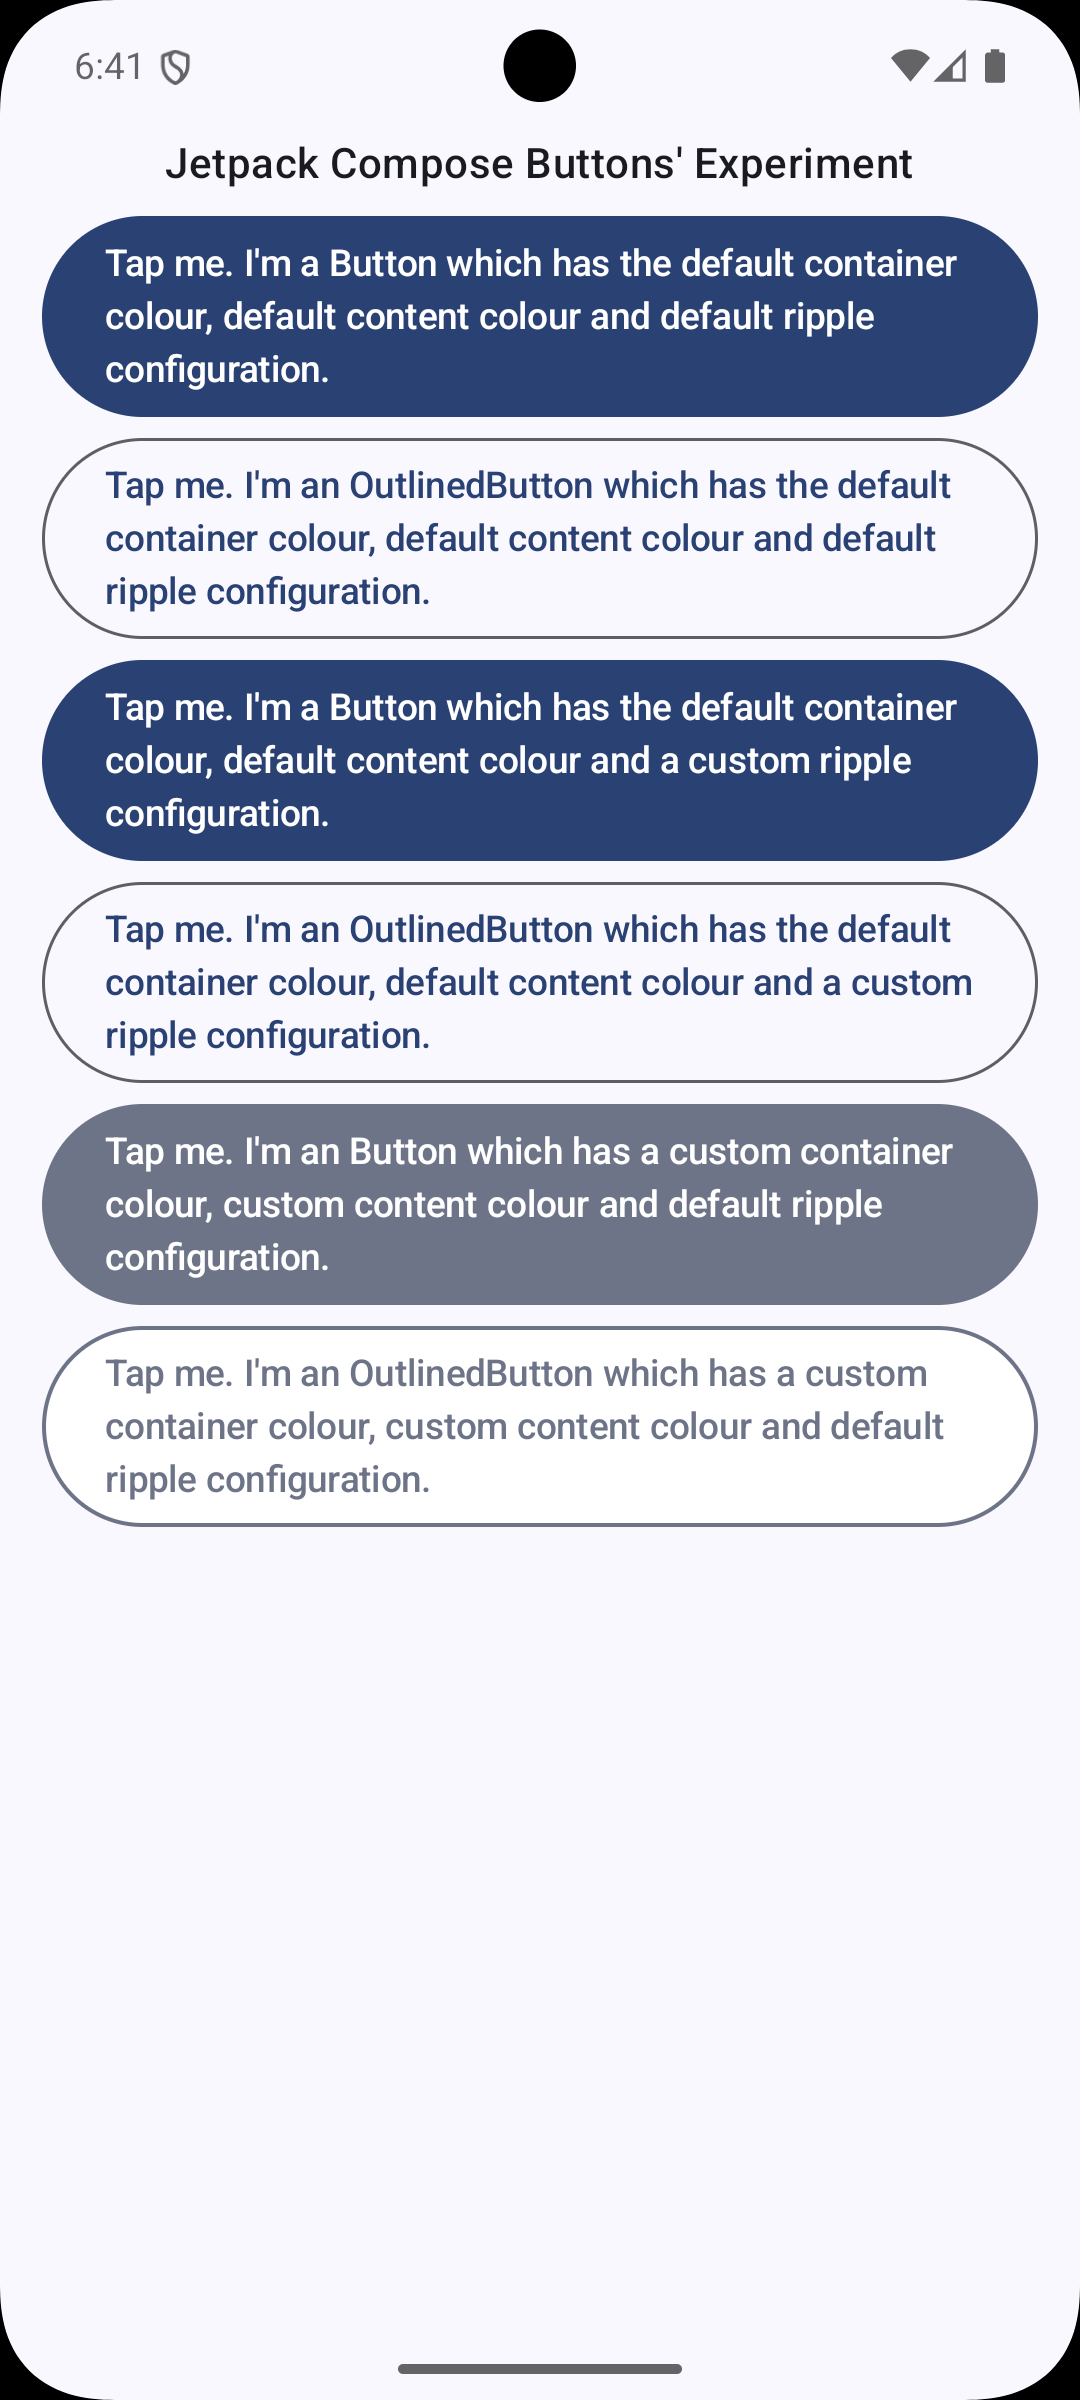 6:41
Jetpack Compose Buttons' Experiment
Tap me. I'm a Button which has the default container
colour, default content colour and default ripple
configuration.
Tap me. I'm an OutlinedButton which has the default
container colour, default content colour and default
ripple configuration.
Tap me. I'm a Button which has the default container
colour, default content colour and a custom ripple
configuration.
Tap me. I'm an OutlinedButton which has the default
container colour, default content colour and a custom
ripple configuration.
Tap me. I'm an Button which has a custom container
colour, custom content colour and default ripple
configuration.
Tap me. I'm an OutlinedButton which has a custom
container colour, custom content colour and default
ripple configuration.